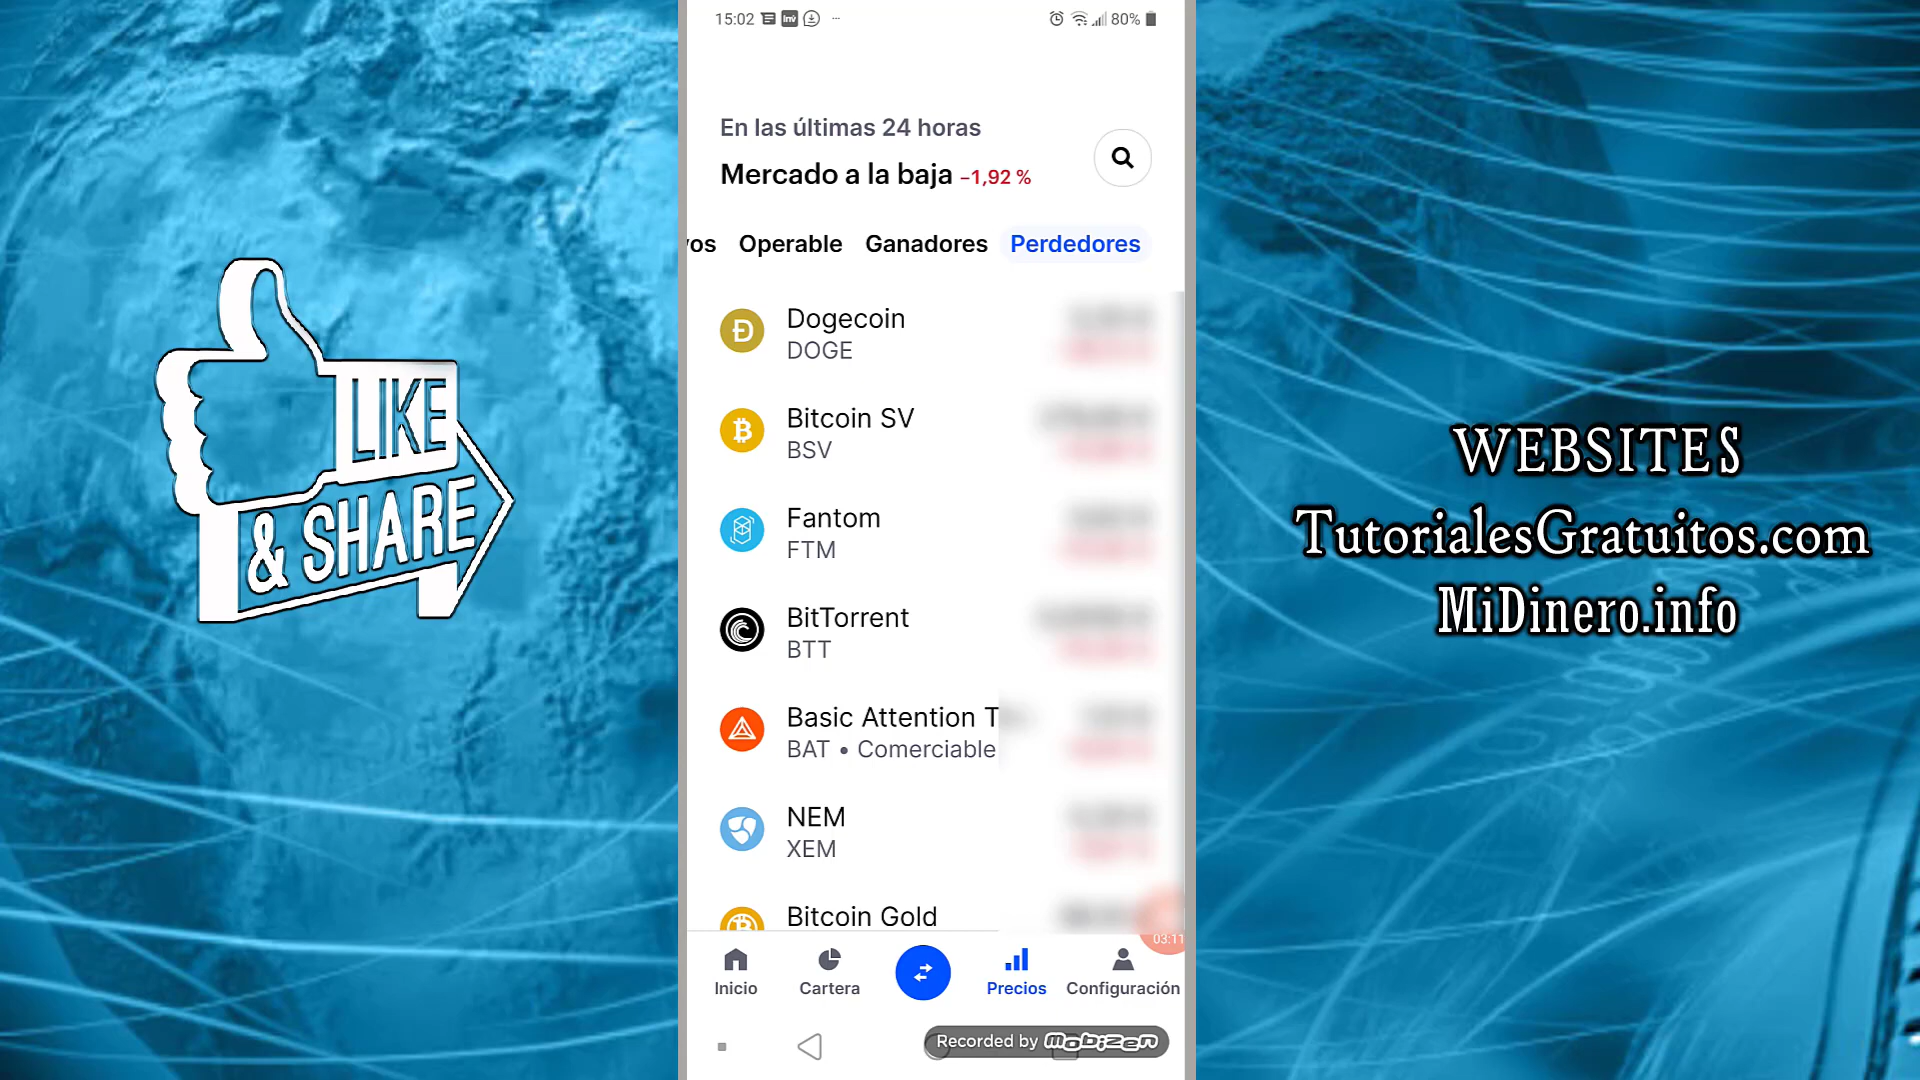 LIKE
& SHARE
15:02
80%
En las últimas 24 horas
Mercado a la baja −1,92 %
Operable Ganadores Perdedores
Dogecoin
DOGE
Bitcoin SV
BSV
Fantom
FTM
BitTorrent
BTT
Basic Attention T
BAT • Comerciable
NEM
XEM
Bitcoin Gold
03:11
Inicio Cartera Precios Configuración
Recorded by mobizen
WEBSITES
TutorialesGratuitos.com
MiDinero.info